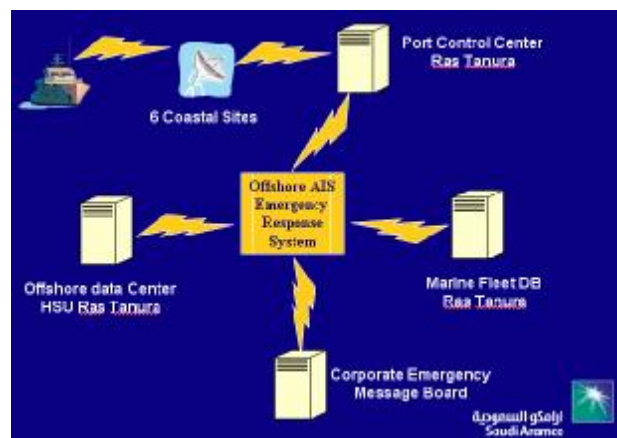 Port Control Center
Ras Tanura
6 Coastal Sites
Offshore AIS
Emergency
Response
System
Offshore data Center
HSU Ras Tanura
Marine Fleet DB
Ras Tanura
Corporate Emergency
Message Board
أرامكو السعودية
Saudi Aramco